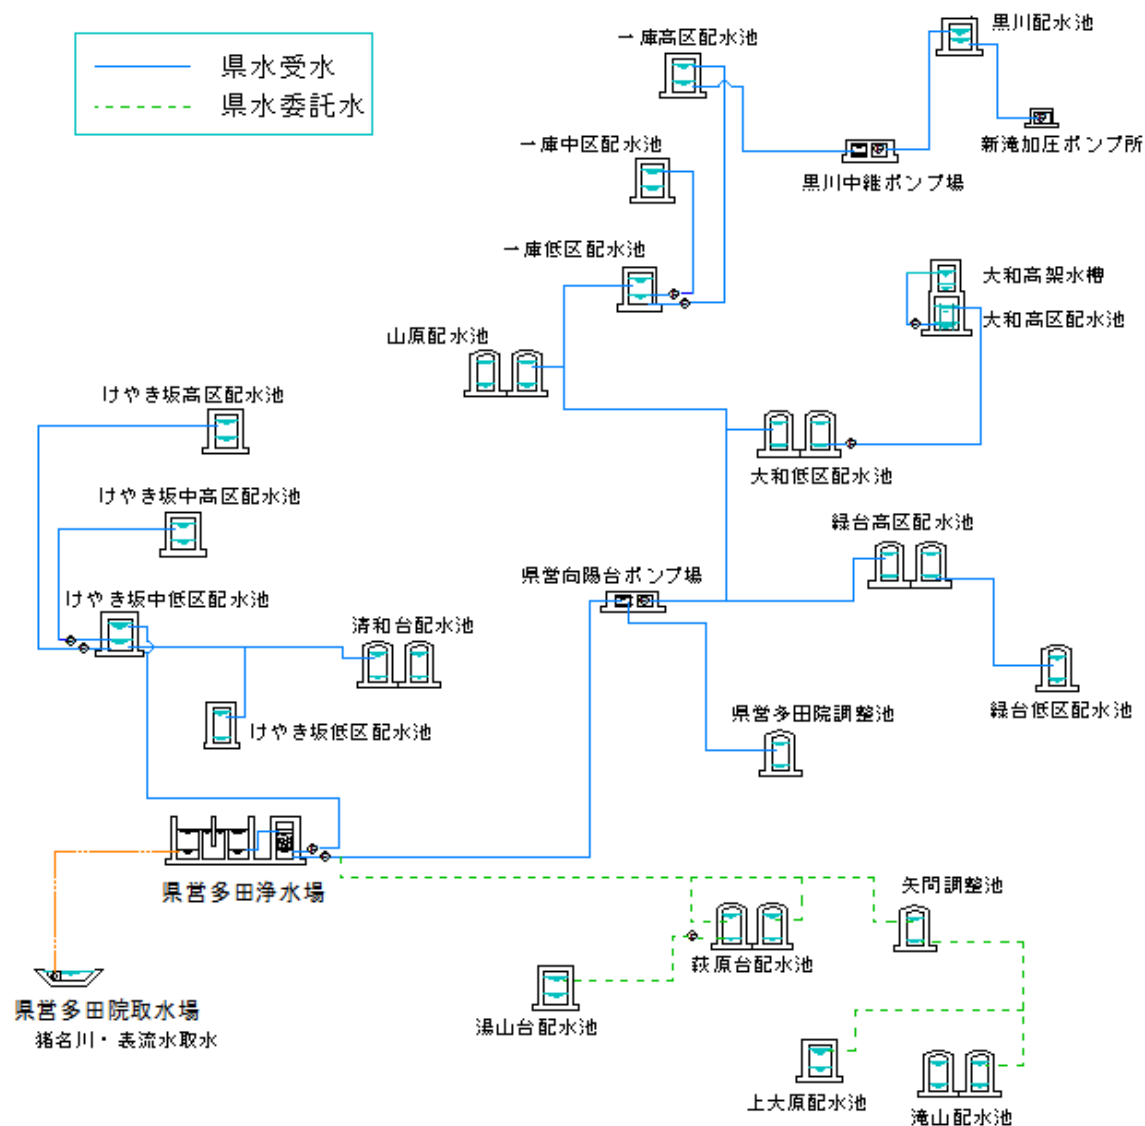 県水受水
県水委託水
一庫高区配水池
黒川配水池
新滝加圧ポンプ所
一庫中区配水池
黒川中継ポンプ場
一庫低区配水池
大和高架水槽
大和高区配水池
山原配水池
けやき坂高区配水池
大和低区配水池
けやき坂中高区配水池
緑台高区配水池
県営向陽台ポンプ場
けやき坂中低区配水池
清和台配水池
緑台低区配水池
県営多田院調整池
けやき坂低区配水池
県営多田浄水場
矢問調整池
萩原台配水池
県営多田院取水場
猪名川・表流水取水
湯山台配水池
上大原配水池
滝山配水池